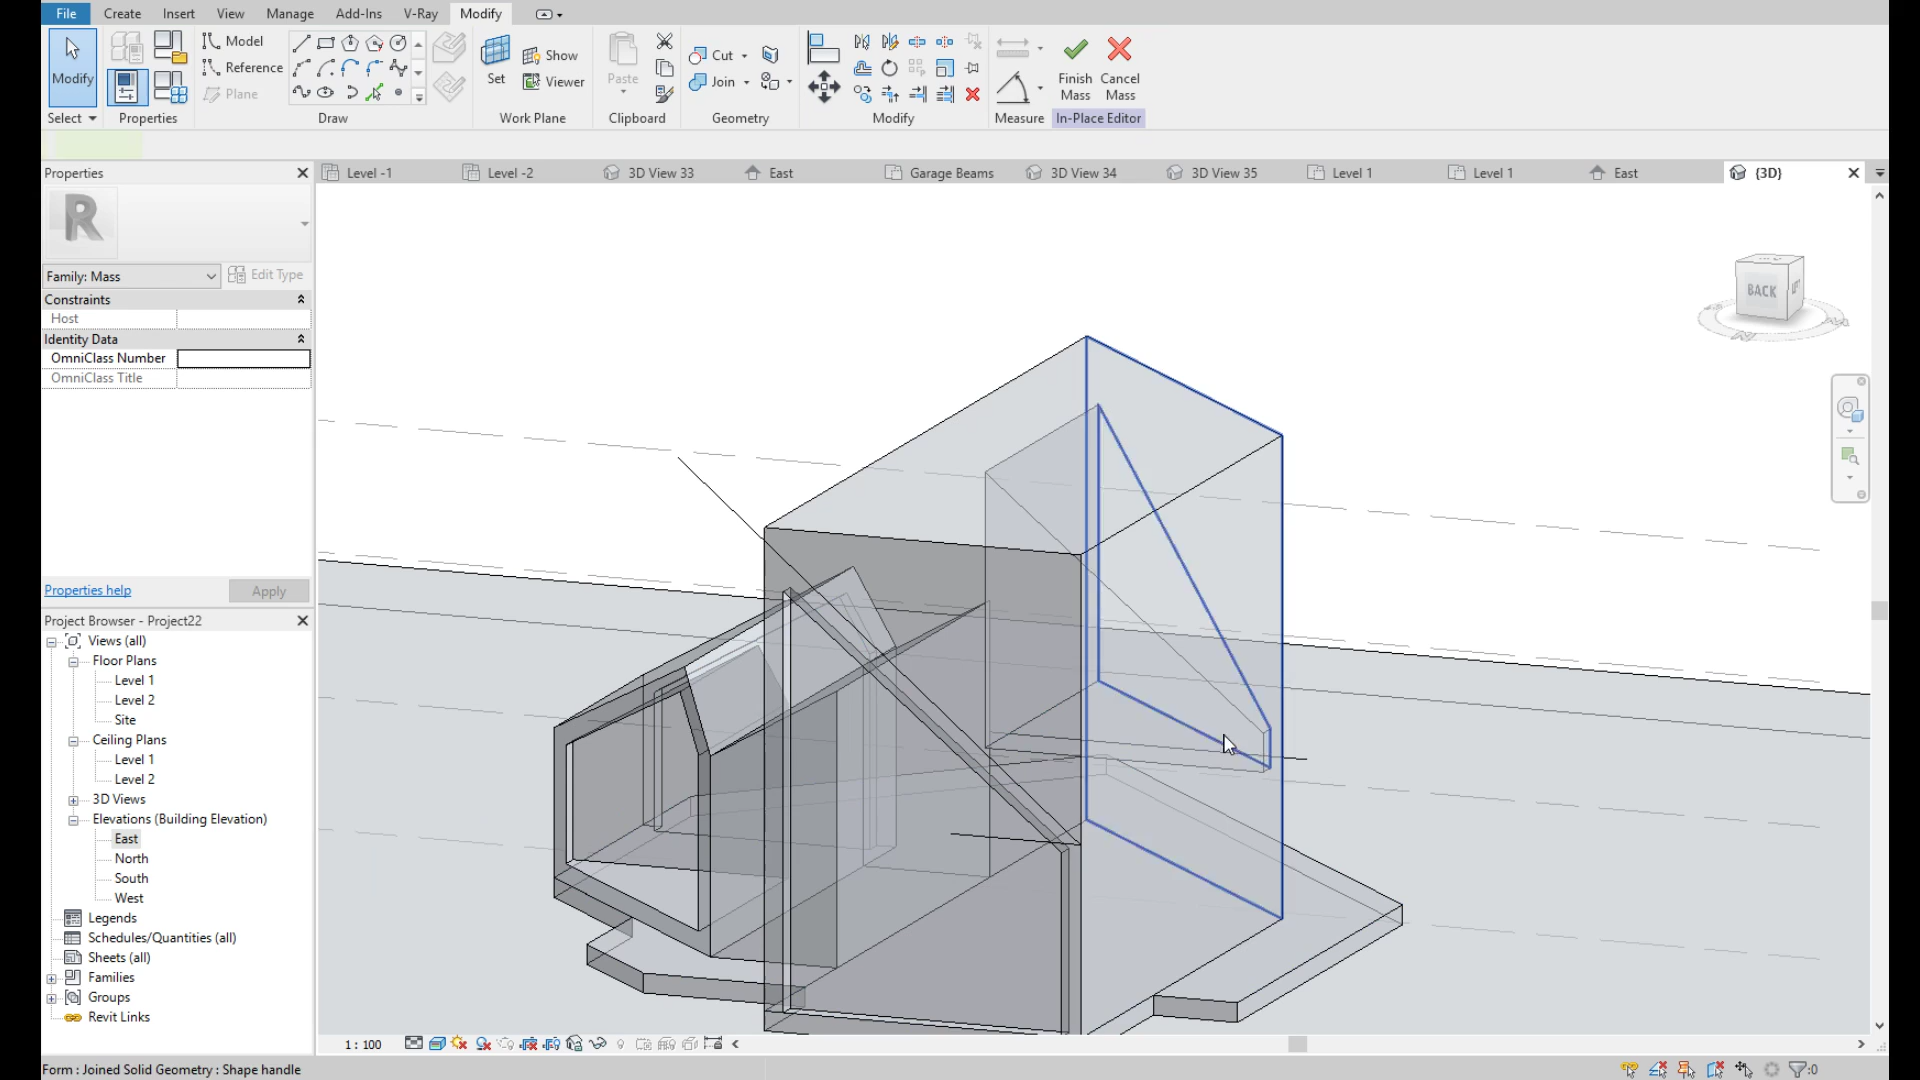 File Create Insert View Manage Add-Ins V-Ray Modify
Modify
Select
Properties
Model
Reference
Plane
Draw
Set
Show
Viewer
Work Plane
Paste
Clipboard
Cut
Join
Geometry
Modify
Measure
Finish Mass
Cancel Mass
In-Place Editor
Properties
Level -1 Level -2 3D View 33 East Garage Beams 3D View 34 3D View 35 Level 1 Level 1 East {3D}
R
Family: Mass
Edit Type
Constraints
Host
Identity Data
OmniClass Number
OmniClass Title
Properties help
Apply
Project Browser - Project22
Views (all)
Floor Plans
Level 1
Level 2
Site
Ceiling Plans
Level 1
Level 2
3D Views
Elevations (Building Elevation)
East
North
South
West
Legends
Schedules/Quantities (all)
Sheets (all)
Families
Groups
Revit Links
BACK
1 : 100
Form : Joined Solid Geometry : Shape handle
:0